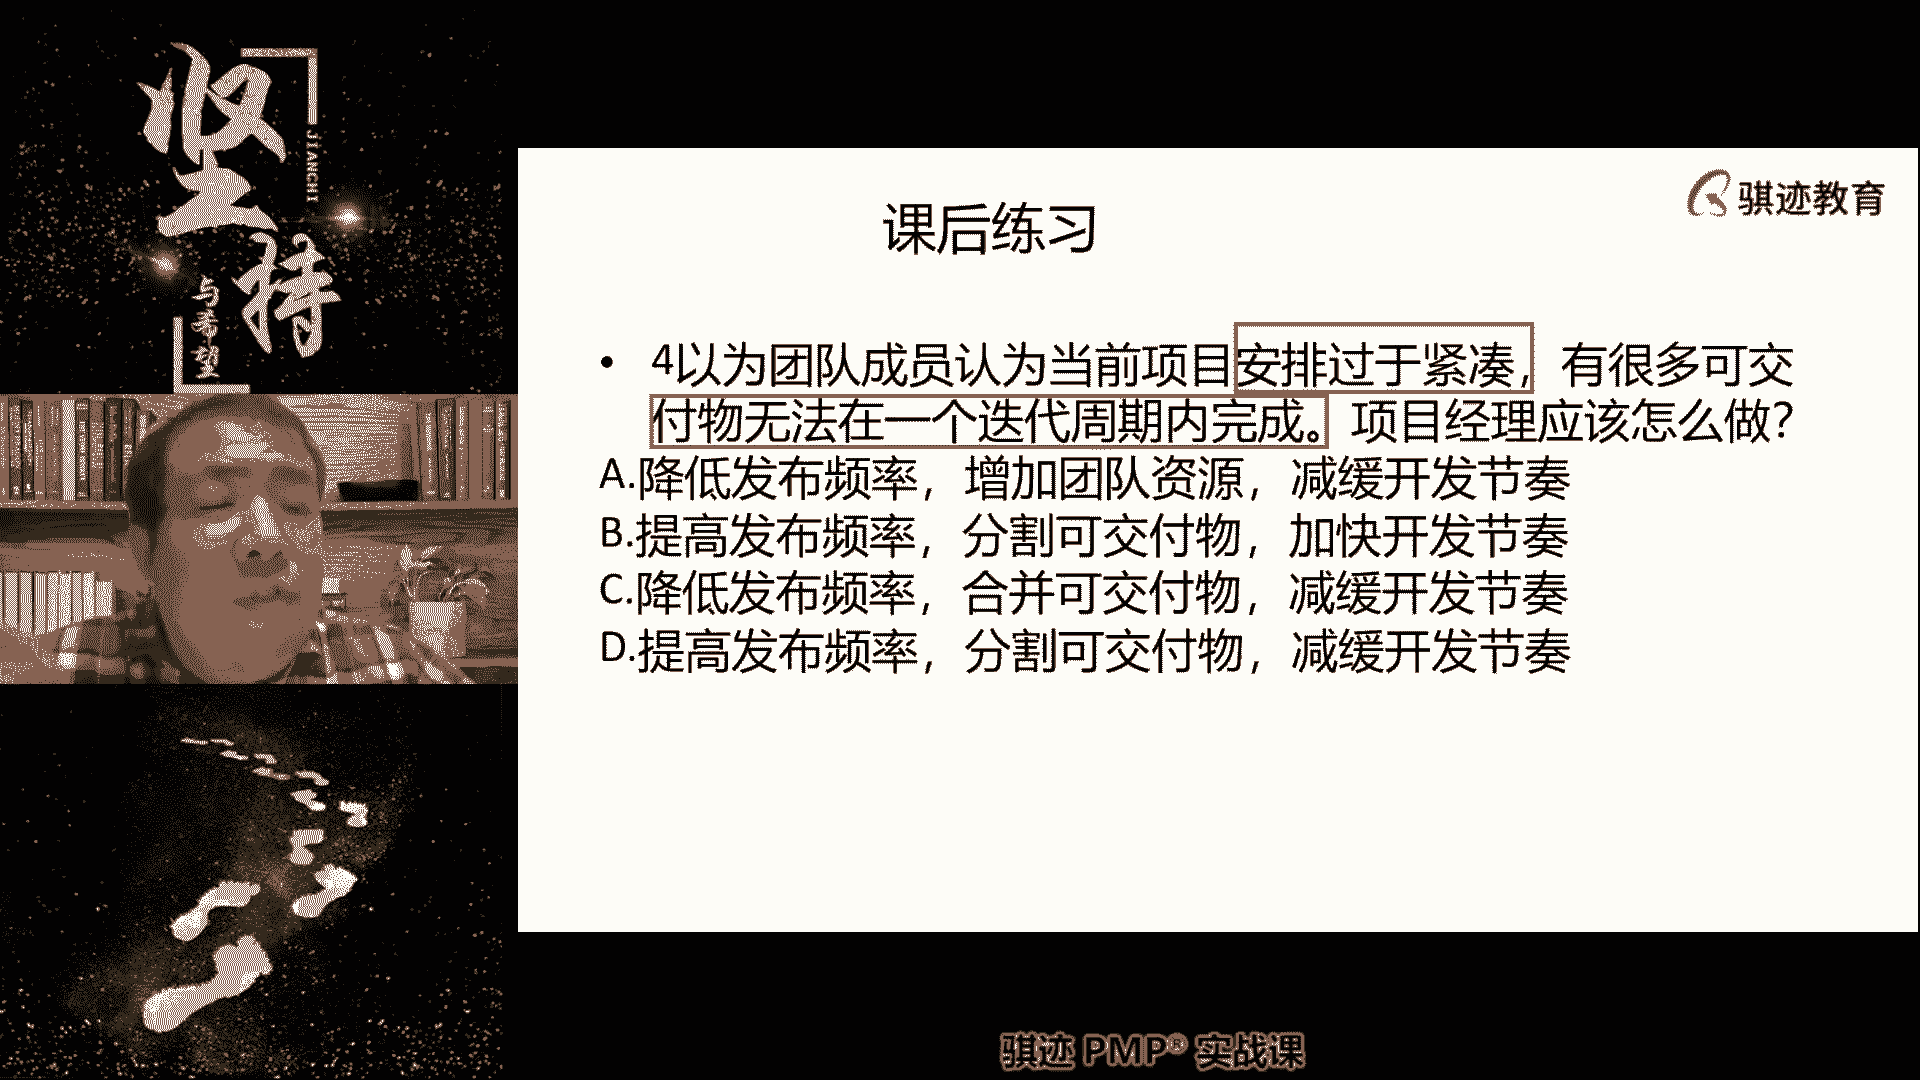 坚持
JIANCHI
与希望
骐迹教育
课后练习
• 4以为团队成员认为当前项目安排过于紧凑，有很多可交
付物无法在一个迭代周期内完成。项目经理应该怎么做？
A.降低发布频率，增加团队资源，减缓开发节奏
B.提高发布频率，分割可交付物，加快开发节奏
C.降低发布频率，合并可交付物，减缓开发节奏
D.提高发布频率，分割可交付物，减缓开发节奏
骐迹 PMP® 实战课